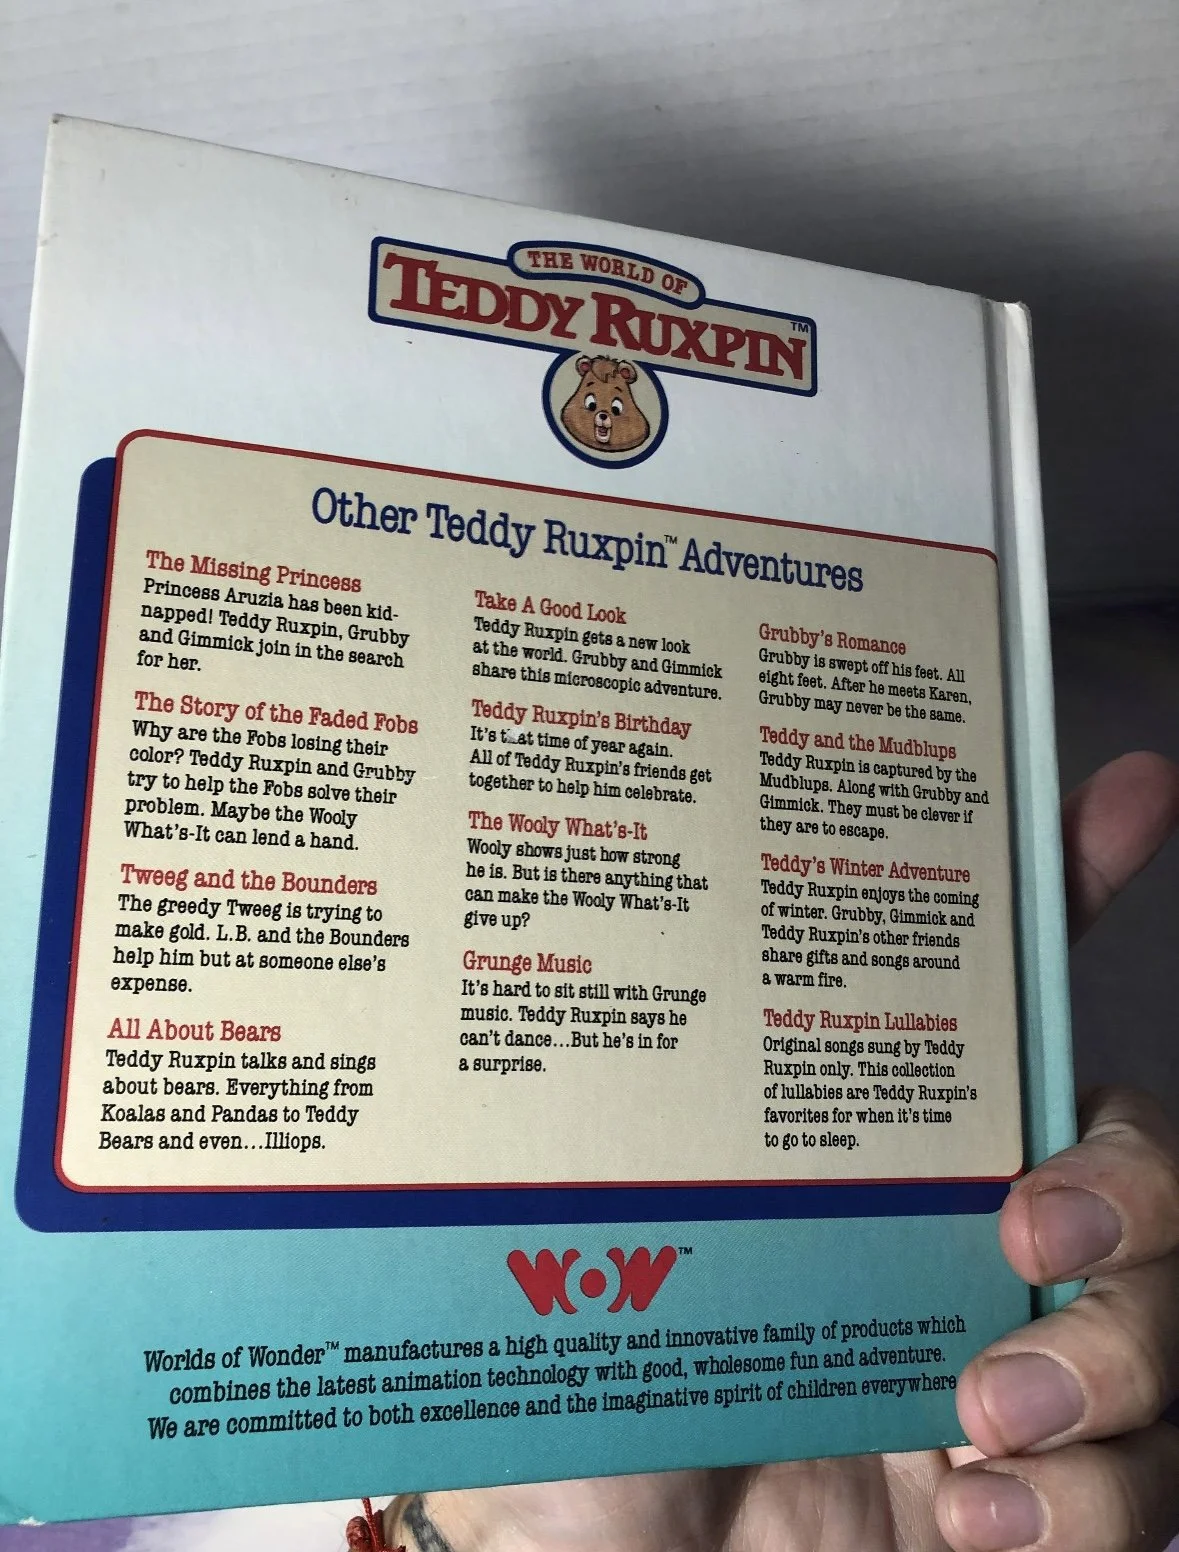 THE WORLD OF
TEDDY RUXPIN™
Other Teddy Ruxpin™ Adventures
The Missing Princess
Princess Aruzia has been kid-
napped! Teddy Ruxpin, Grubby
and Gimmick join in the search
for her.
The Story of the Faded Fobs
Why are the Fobs losing their
color? Teddy Ruxpin and Grubby
try to help the Fobs solve their
problem. Maybe the Wooly
What's-It can lend a hand.
Tweeg and the Bounders
The greedy Tweeg is trying to
make gold. L.B. and the Bounders
help him but at someone else's
expense.
All About Bears
Teddy Ruxpin talks and sings
about bears. Everything from
Koalas and Pandas to Teddy
Bears and even...Illiops.
Take A Good Look
Teddy Ruxpin gets a new look
at the world. Grubby and Gimmick
share this microscopic adventure.
Teddy Ruxpin's Birthday
It's that time of year again.
All of Teddy Ruxpin's friends get
together to help him celebrate.
The Wooly What's-It
Wooly shows just how strong
he is. But is there anything that
can make the Wooly What's-It
give up?
Grunge Music
It's hard to sit still with Grunge
music. Teddy Ruxpin says he
can't dance...But he's in for
a surprise.
Grubby's Romance
Grubby is swept off his feet. All
eight feet. After he meets Karen,
Grubby may never be the same.
Teddy and the Mudblups
Teddy Ruxpin is captured by the
Mudblups. Along with Grubby and
Gimmick. They must be clever if
they are to escape.
Teddy's Winter Adventure
Teddy Ruxpin enjoys the coming
of winter. Grubby, Gimmick and
Teddy Ruxpin's other friends
share gifts and songs around
a warm fire.
Teddy Ruxpin Lullabies
Original songs sung by Teddy
Ruxpin only. This collection
of lullabies are Teddy Ruxpin's
favorites for when it's time
to go to sleep.
WOW™
Worlds of Wonder™ manufactures a high quality and innovative family of products which
combines the latest animation technology with good, wholesome fun and adventure.
We are committed to both excellence and the imaginative spirit of children everywhere